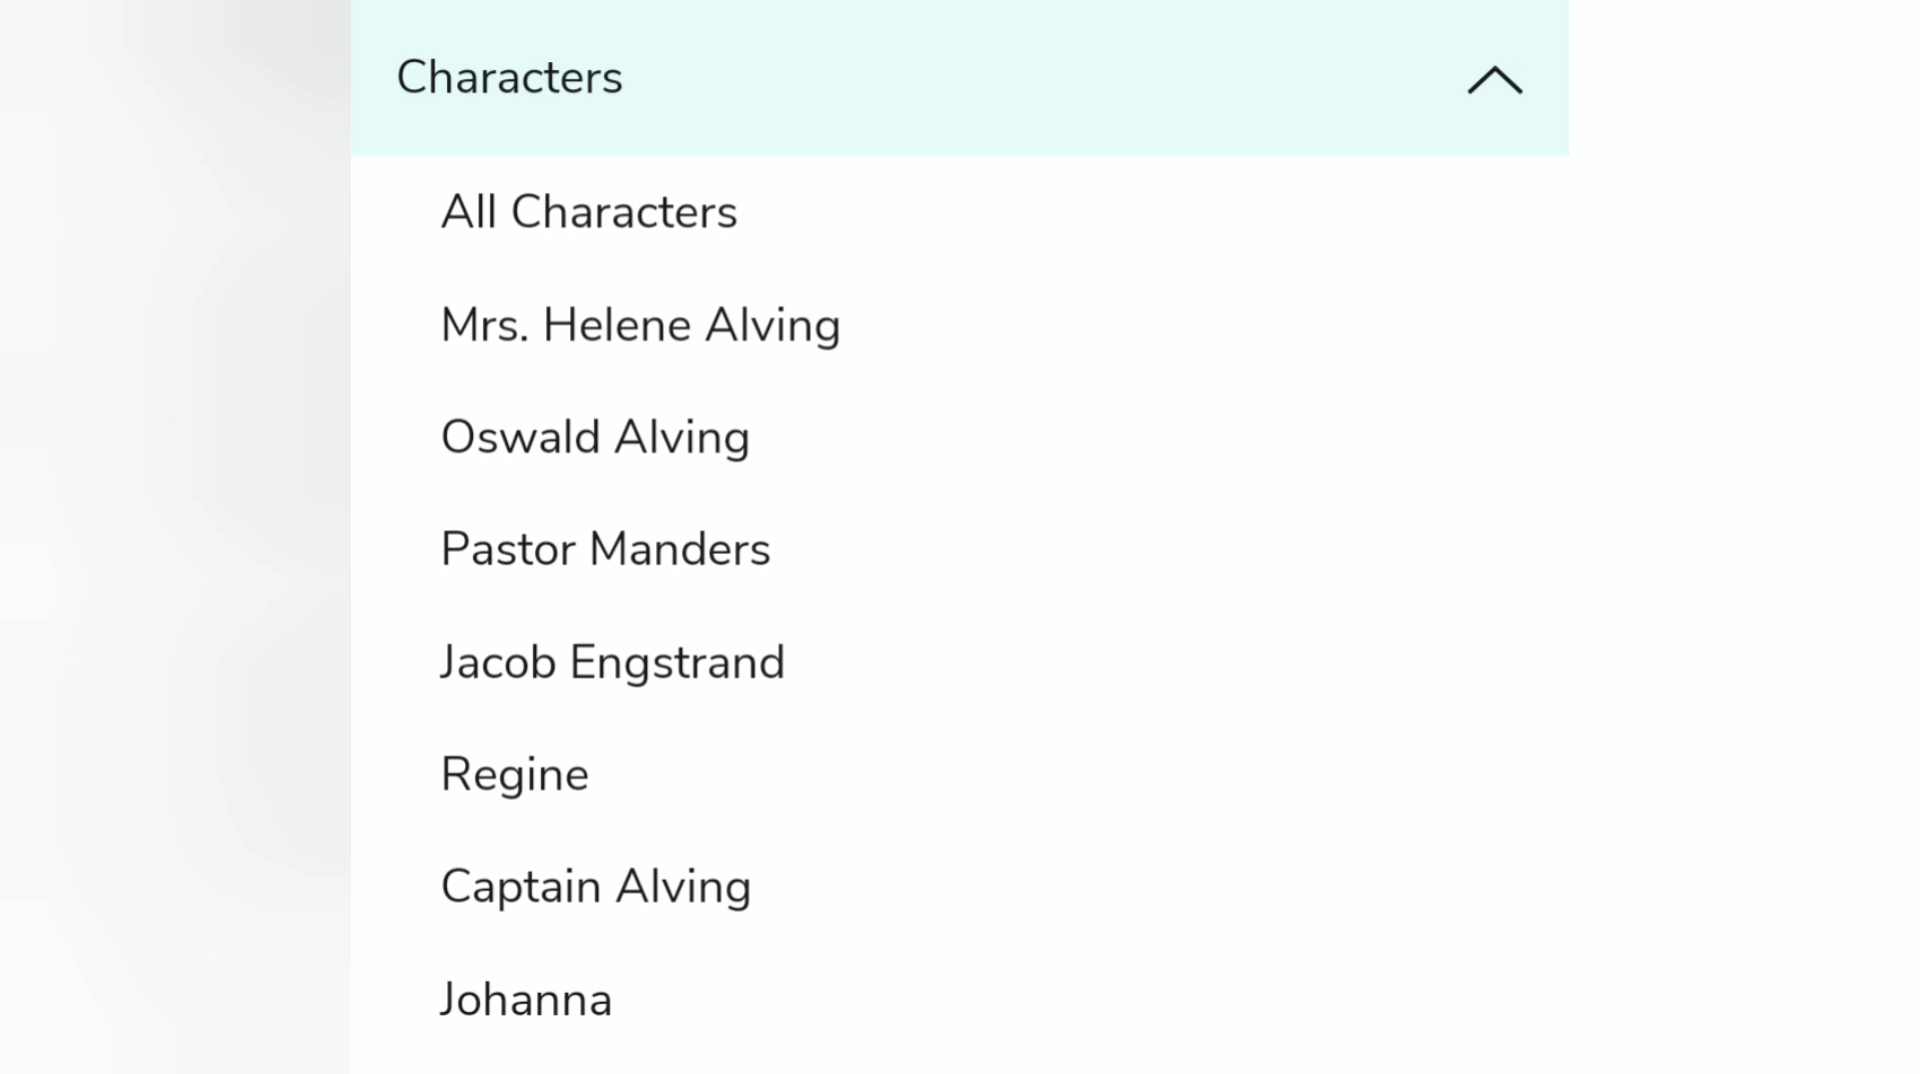 Characters
All Characters
Mrs. Helene Alving
Oswald Alving
Pastor Manders
Jacob Engstrand
Regine
Captain Alving
Johanna